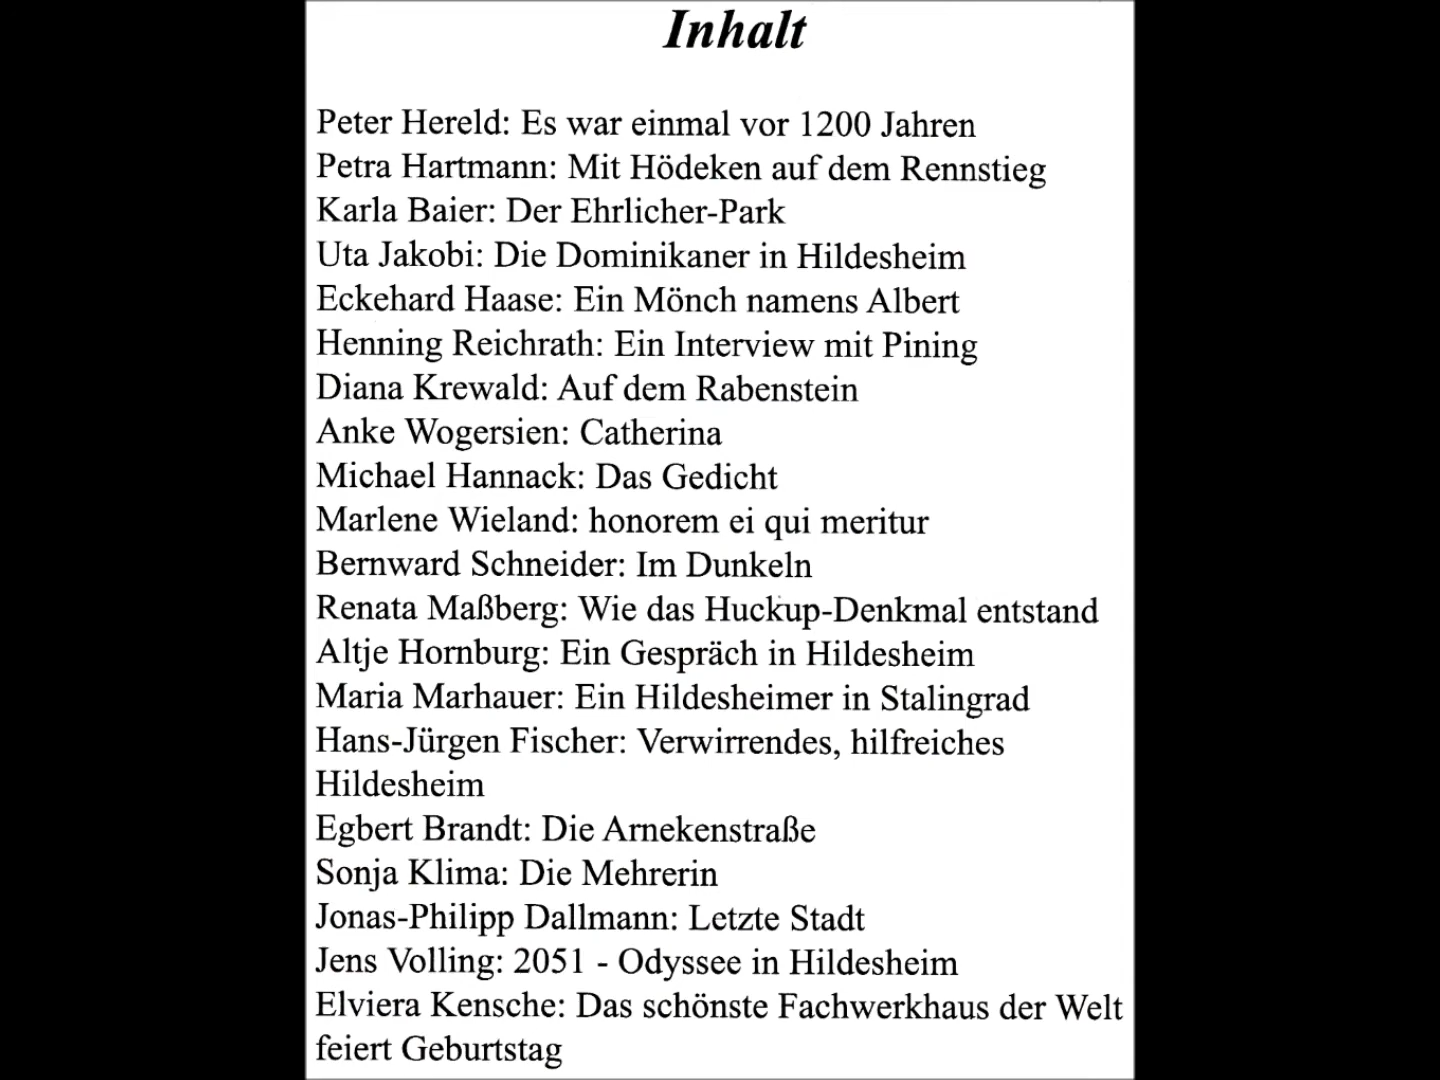 Inhalt
Peter Hereld: Es war einmal vor 1200 Jahren
Petra Hartmann: Mit Hödeken auf dem Rennstieg
Karla Baier: Der Ehrlicher-Park
Uta Jakobi: Die Dominikaner in Hildesheim
Eckehard Haase: Ein Mönch namens Albert
Henning Reichrath: Ein Interview mit Pining
Diana Krewald: Auf dem Rabenstein
Anke Wogersien: Catherina
Michael Hannack: Das Gedicht
Marlene Wieland: honorem ei qui meritur
Bernward Schneider: Im Dunkeln
Renata Maßberg: Wie das Huckup-Denkmal entstand
Altje Hornburg: Ein Gespräch in Hildesheim
Maria Marhauer: Ein Hildesheimer in Stalingrad
Hans-Jürgen Fischer: Verwirrendes, hilfreiches
Hildesheim
Egbert Brandt: Die Arnekenstraße
Sonja Klima: Die Mehrerin
Jonas-Philipp Dallmann: Letzte Stadt
Jens Volling: 2051 - Odyssee in Hildesheim
Elviera Kensche: Das schönste Fachwerkhaus der Welt
feiert Geburtstag